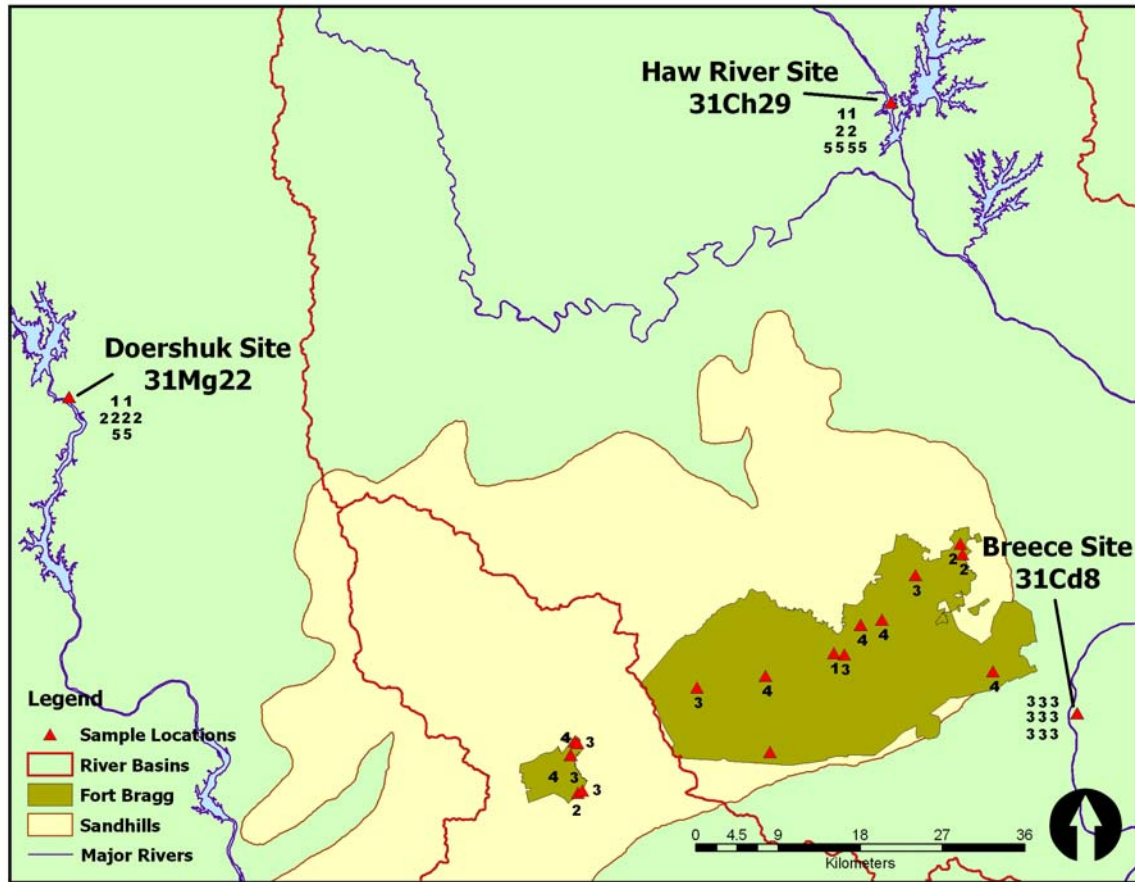 Haw River Site
31Ch29
11
22
5555
Doershuk Site
31Mg22
11
2222
55
Breece Site
31Cd8
2
2
3
4
4
13
4
3
4
333
333
333
4
3
4
3
3
2
Legend
Sample Locations
River Basins
Fort Bragg
Sandhills
Major Rivers
0 4.5 9 18 27 36
Kilometers